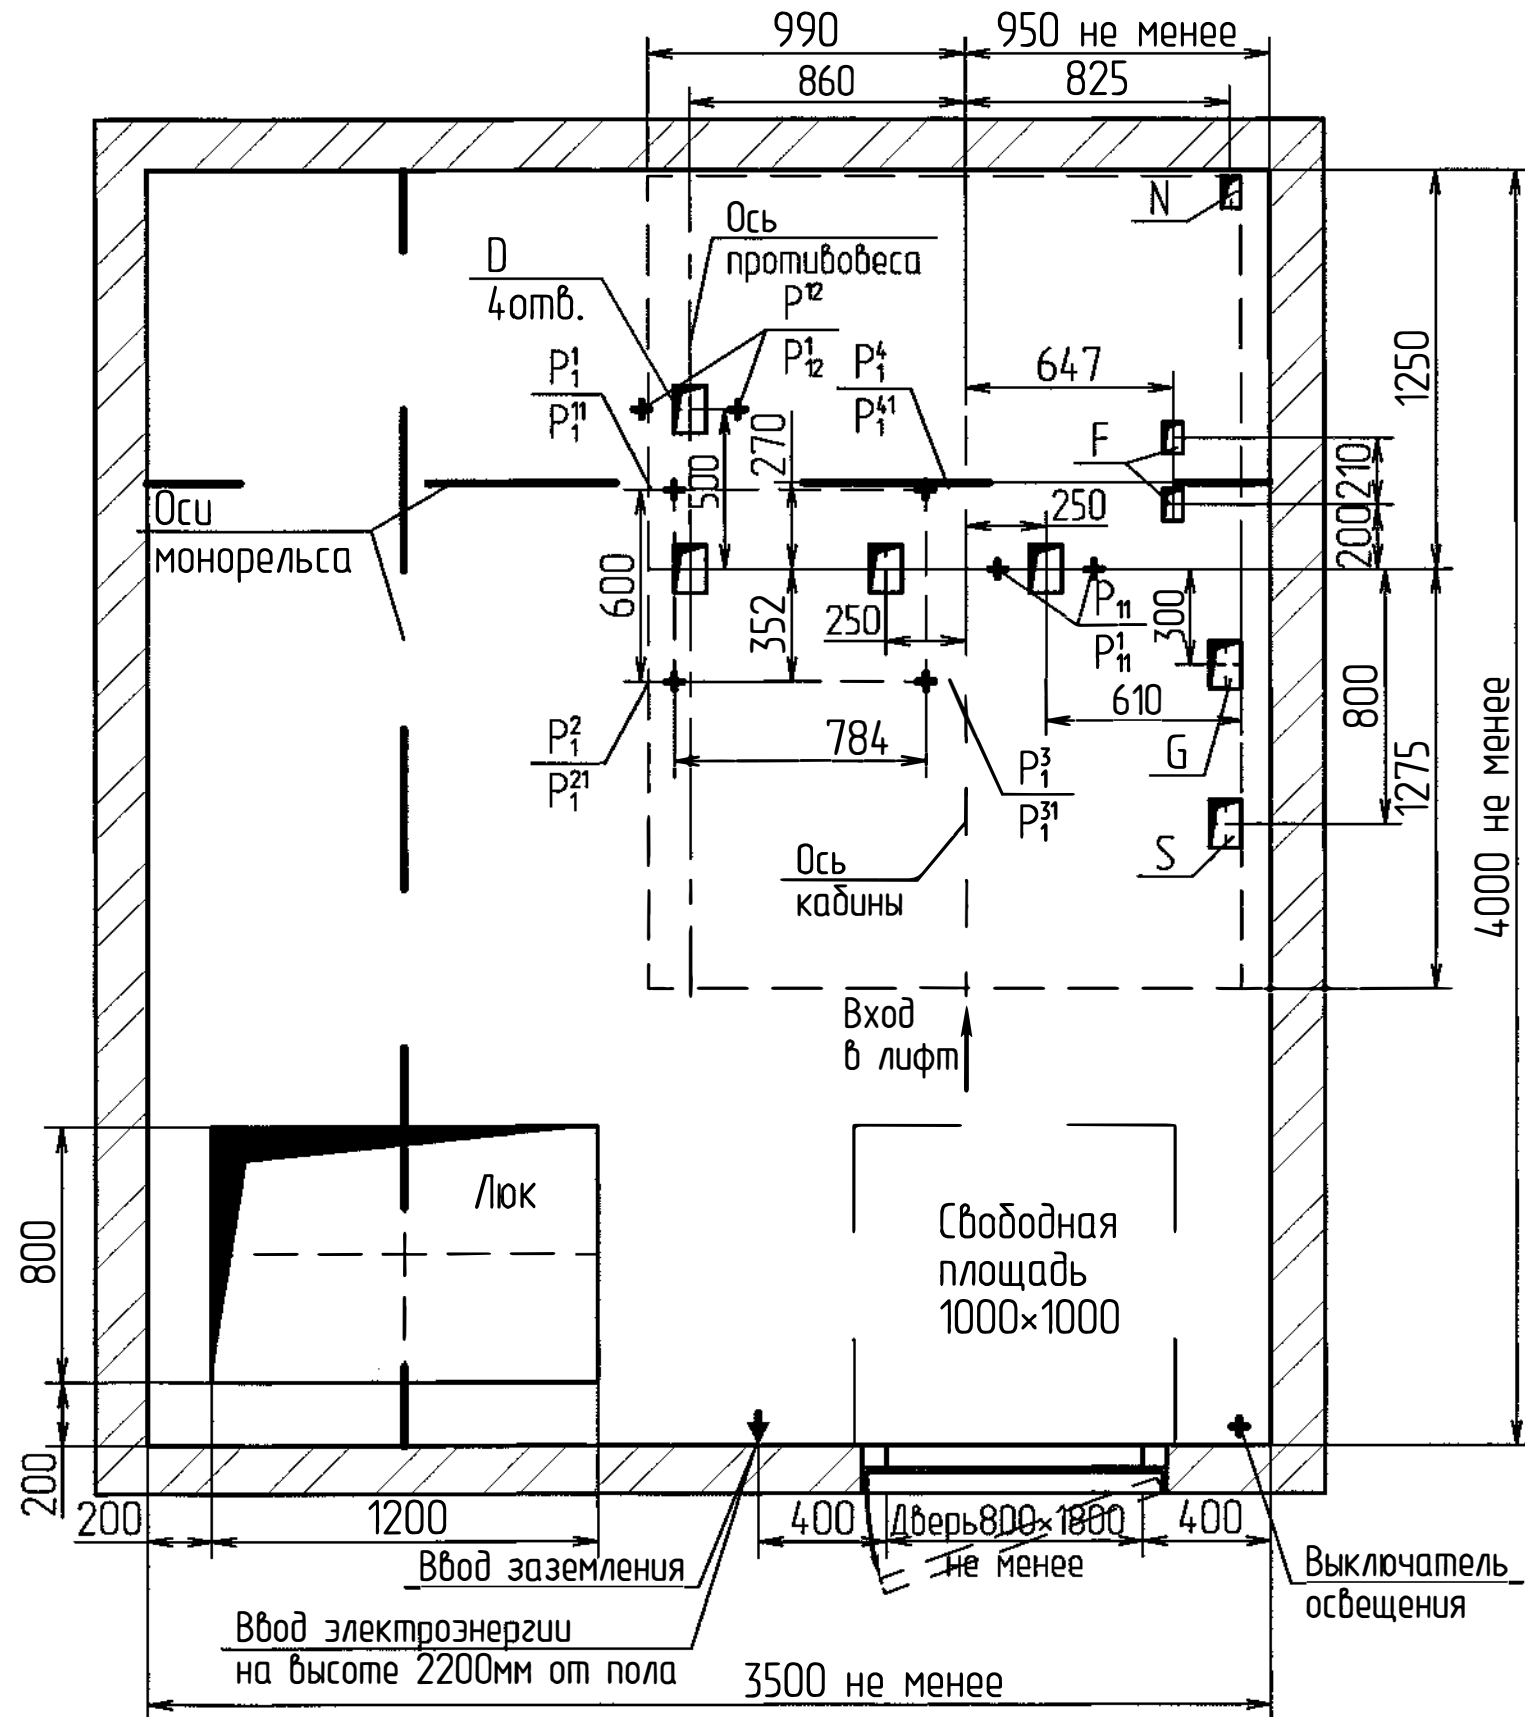 990
950 не менее
860
825
N
Ось
противовеса
D
4отв.
P¹²
P¹₁₂
P¹₁
P¹¹₁
P⁴₁
P⁴¹₁
647
1250
F
270
500
210
200
250
Оси
монорельса
600
352
250
P₁₁
P¹₁₁
300
800
610
4000 не менее
1275
P²₁
P²¹₁
784
G
P³₁
P³¹₁
S
Ось
кабины
Вход
в лифт
Люк
800
Свободная
площадь
1000×1000
200
200
1200
400
Дверь800×1800
не менее
400
Ввод заземления
Выключатель
освещения
Ввод электроэнергии
на высоте 2200мм от пола
3500 не менее